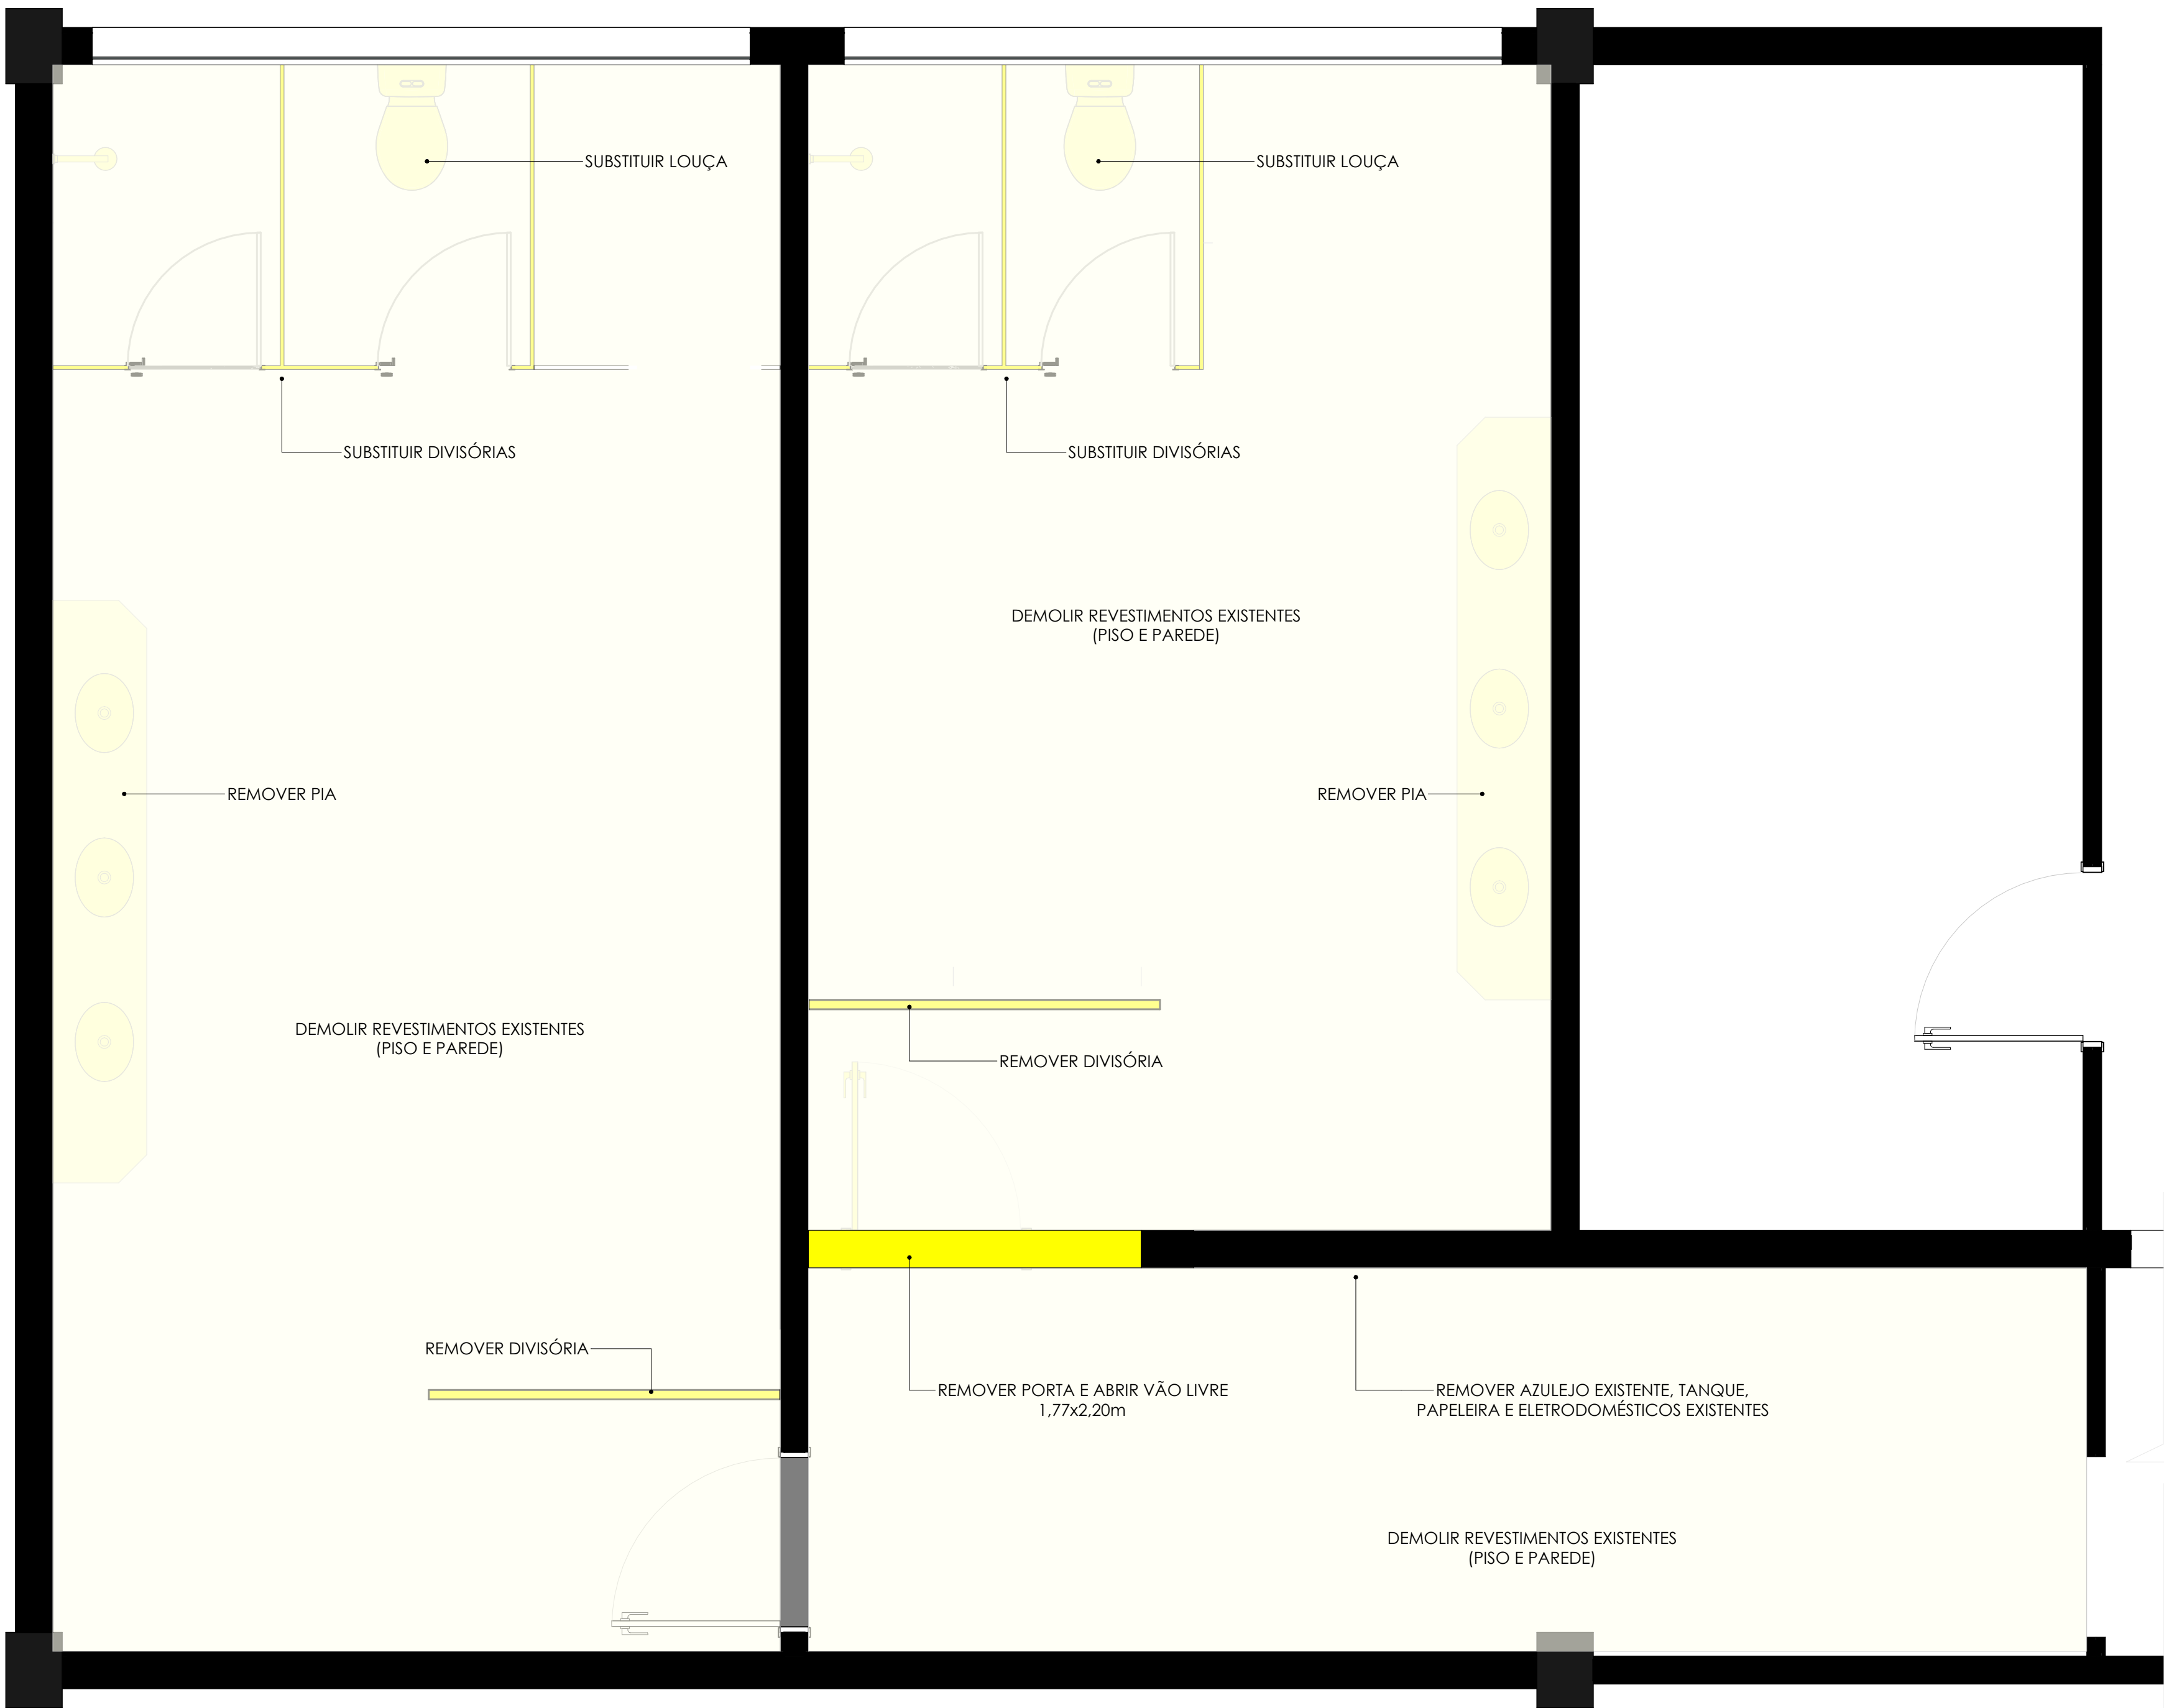 SUBSTITUIR LOUÇA
SUBSTITUIR LOUÇA
SUBSTITUIR DIVISÓRIAS
SUBSTITUIR DIVISÓRIAS
DEMOLIR REVESTIMENTOS EXISTENTES
(PISO E PAREDE)
REMOVER PIA
REMOVER PIA
DEMOLIR REVESTIMENTOS EXISTENTES
(PISO E PAREDE)
REMOVER DIVISÓRIA
REMOVER DIVISÓRIA
REMOVER PORTA E ABRIR VÃO LIVRE
1,77x2,20m
REMOVER AZULEJO EXISTENTE, TANQUE,
PAPELEIRA E ELETRODOMÉSTICOS EXISTENTES
DEMOLIR REVESTIMENTOS EXISTENTES
(PISO E PAREDE)